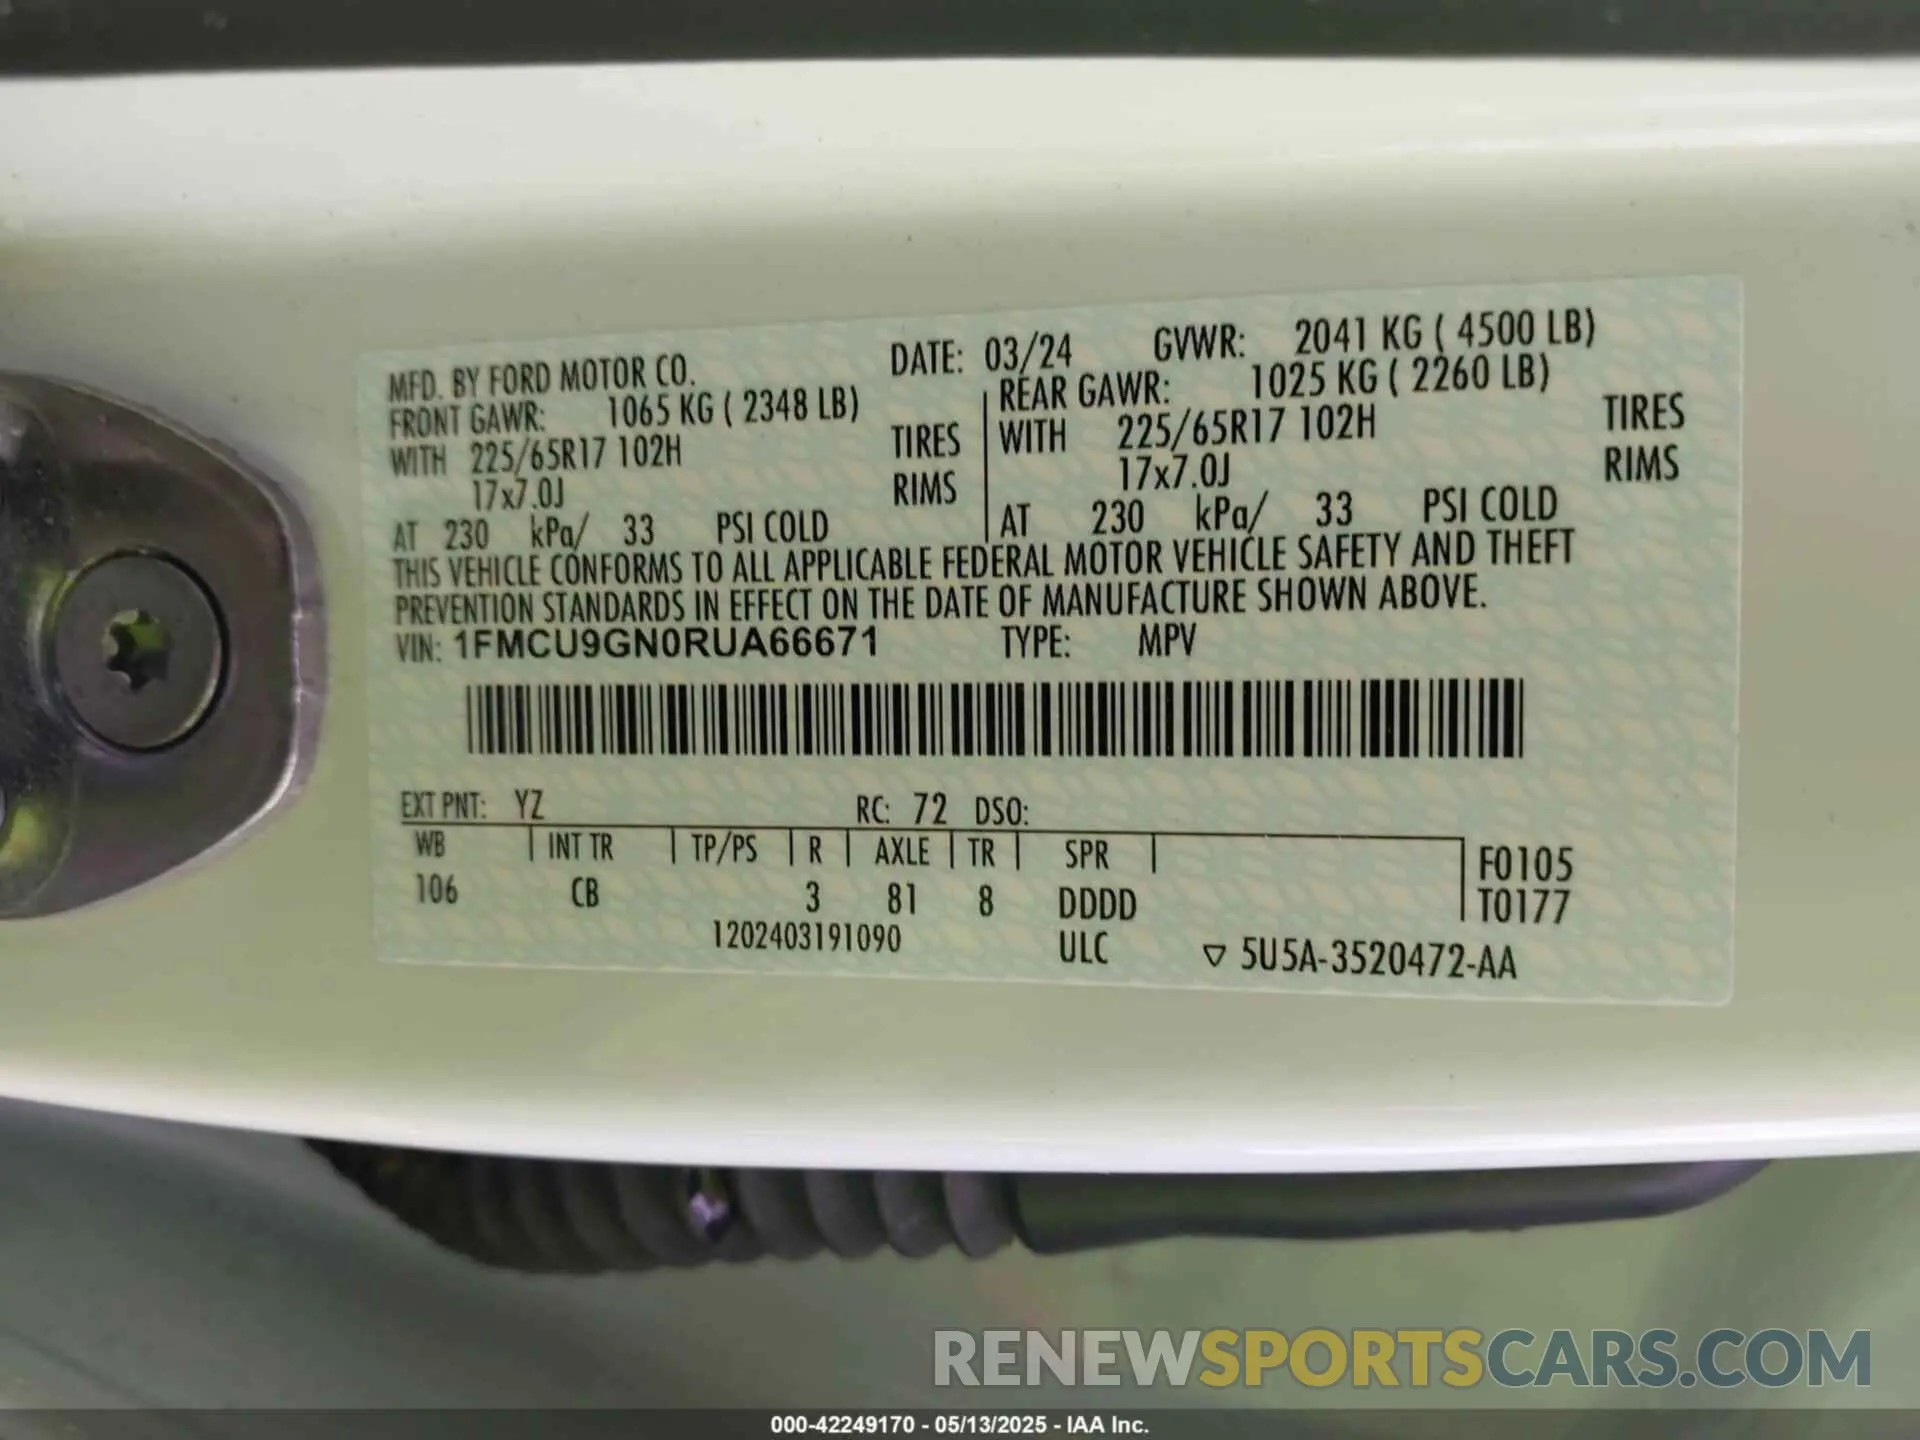 MFD. BY FORD MOTOR CO. DATE: 03/24 GVWR: 2041 KG ( 4500 LB)
FRONT GAWR: 1065 KG ( 2348 LB) REAR GAWR: 1025 KG ( 2260 LB)
WITH 225/65R17 102H TIRES WITH 225/65R17 102H TIRES
17x7.0J RIMS 17x7.0J RIMS
AT 230 kPa/ 33 PSI COLD AT 230 kPa/ 33 PSI COLD
THIS VEHICLE CONFORMS TO ALL APPLICABLE FEDERAL MOTOR VEHICLE SAFETY AND THEFT
PREVENTION STANDARDS IN EFFECT ON THE DATE OF MANUFACTURE SHOWN ABOVE.
VIN: 1FMCU9GN0RUA66671 TYPE: MPV
EXT PNT: YZ RC: 72 DSO:
WB INT TR TP/PS R AXLE TR SPR F0105
106 CB 3 81 8 DDDD T0177
1202403191090 ULC ▽ 5U5A-3520472-AA
RENEWSPORTSCARS.COM
000-42249170 - 05/13/2025 - IAA Inc.